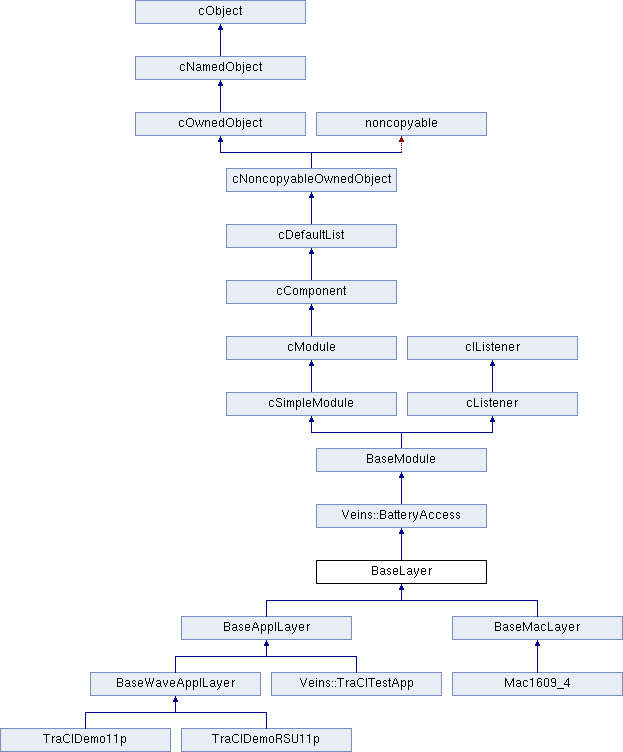 cObject
cNamedObject
cOwnedObject
noncopyable
cNoncopyableOwnedObject
cDefaultList
cComponent
cModule
cIListener
cSimpleModule
cListener
BaseModule
Veins::BatteryAccess
BaseLayer
BaseApplLayer
BaseMacLayer
BaseWaveApplLayer
Veins::TraCITestApp
Mac1609_4
TraCIDemo11p
TraCIDemoRSU11p